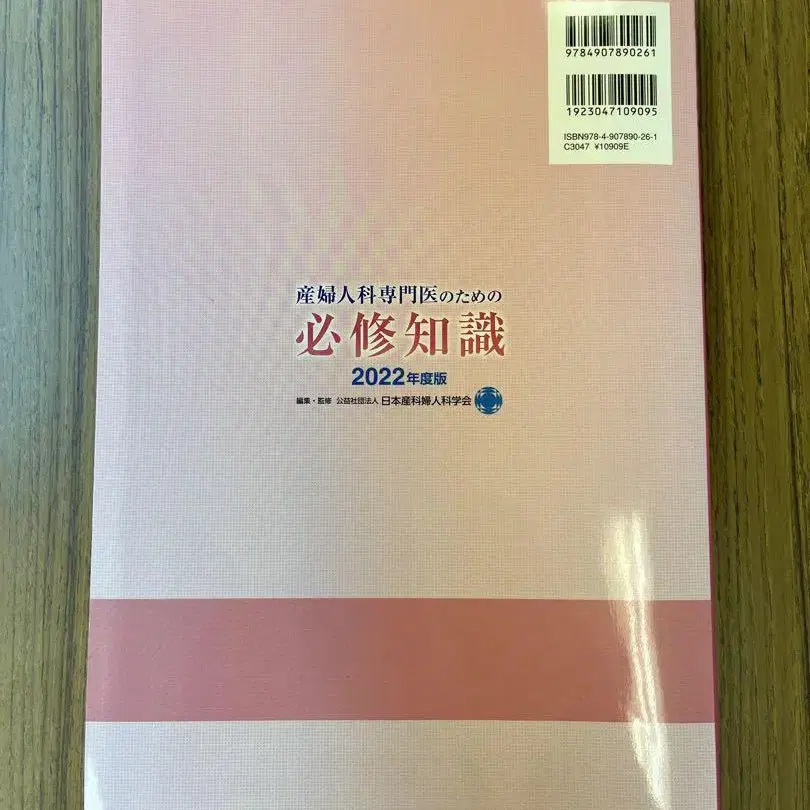 9784907890261
1923047109095
ISBN978-4-907890-26-1
C3047 ¥10909E
産婦人科専門医のための
必修知識
2022年度版
編集・監修 公益社団法人 日本産科婦人科学会